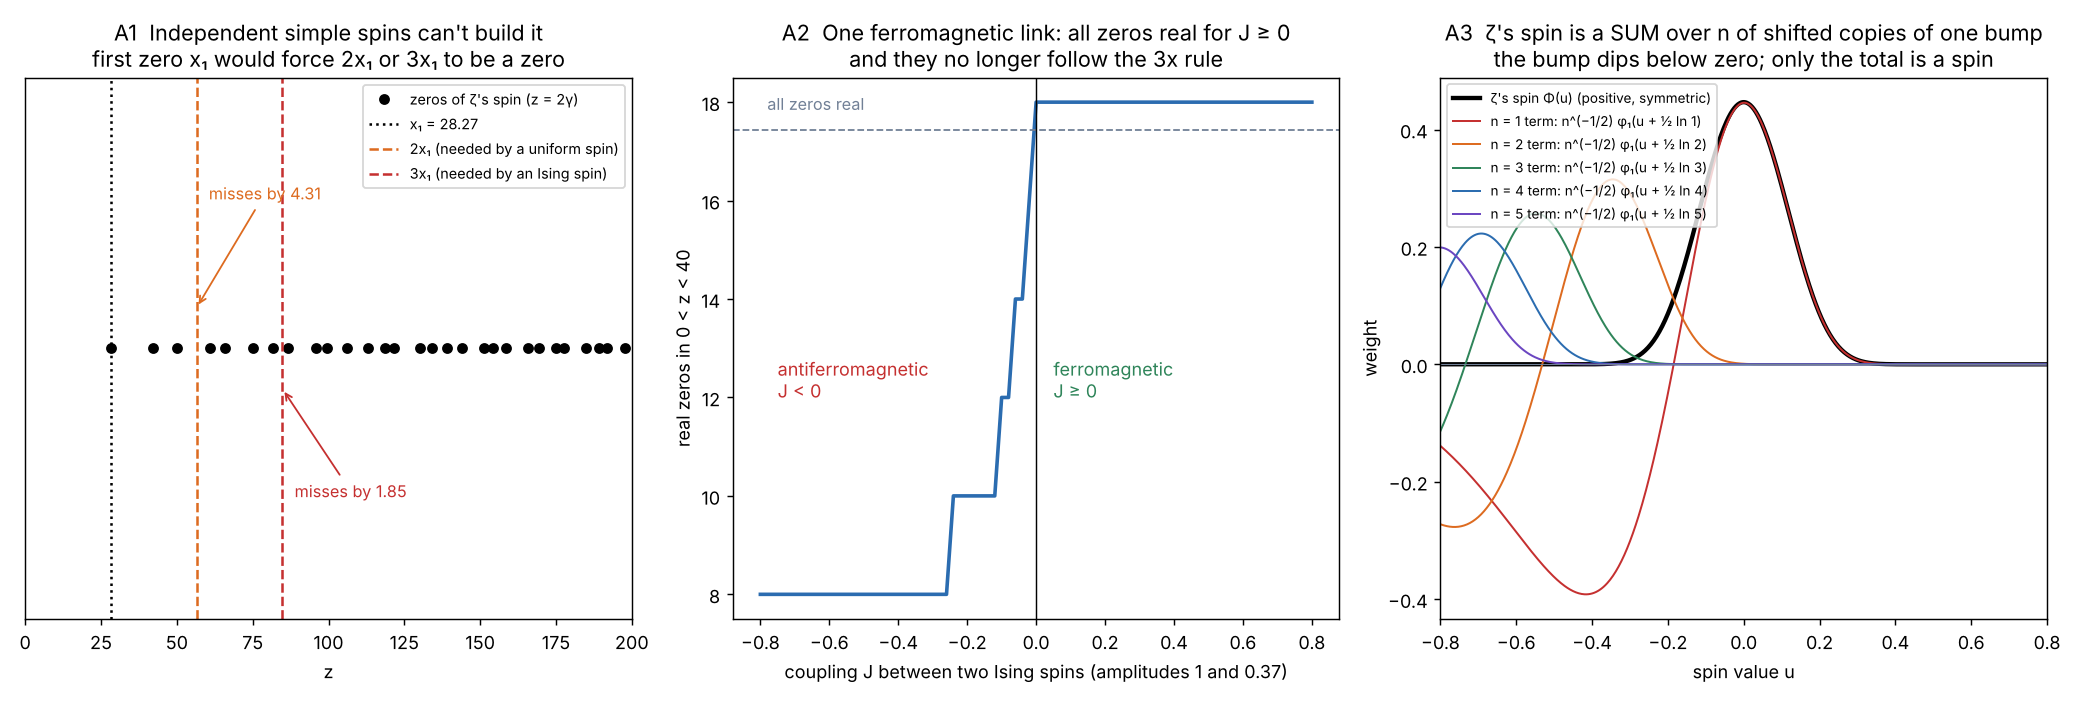 A1  Independent simple spins can't build it
first zero x₁ would force 2x₁ or 3x₁ to be a zero
zeros of ζ's spin (z = 2γ)
x₁ = 28.27
2x₁ (needed by a uniform spin)
3x₁ (needed by an Ising spin)
misses by 4.31
misses by 1.85
0 25 50 75 100 125 150 175 200
z
A2  One ferromagnetic link: all zeros real for J ≥ 0
and they no longer follow the 3x rule
real zeros in 0 < z < 40
18
16
14
12
10
8
all zeros real
antiferromagnetic
J < 0
ferromagnetic
J ≥ 0
−0.8 −0.6 −0.4 −0.2 0.0 0.2 0.4 0.6 0.8
coupling J between two Ising spins (amplitudes 1 and 0.37)
A3  ζ's spin is a SUM over n of shifted copies of one bump
the bump dips below zero; only the total is a spin
ζ's spin Φ(u) (positive, symmetric)
n = 1 term: n^(−1/2) φ₁(u + ½ ln 1)
n = 2 term: n^(−1/2) φ₁(u + ½ ln 2)
n = 3 term: n^(−1/2) φ₁(u + ½ ln 3)
n = 4 term: n^(−1/2) φ₁(u + ½ ln 4)
n = 5 term: n^(−1/2) φ₁(u + ½ ln 5)
weight
0.4
0.2
0.0
−0.2
−0.4
−0.8 −0.6 −0.4 −0.2 0.0 0.2 0.4 0.6 0.8
spin value u